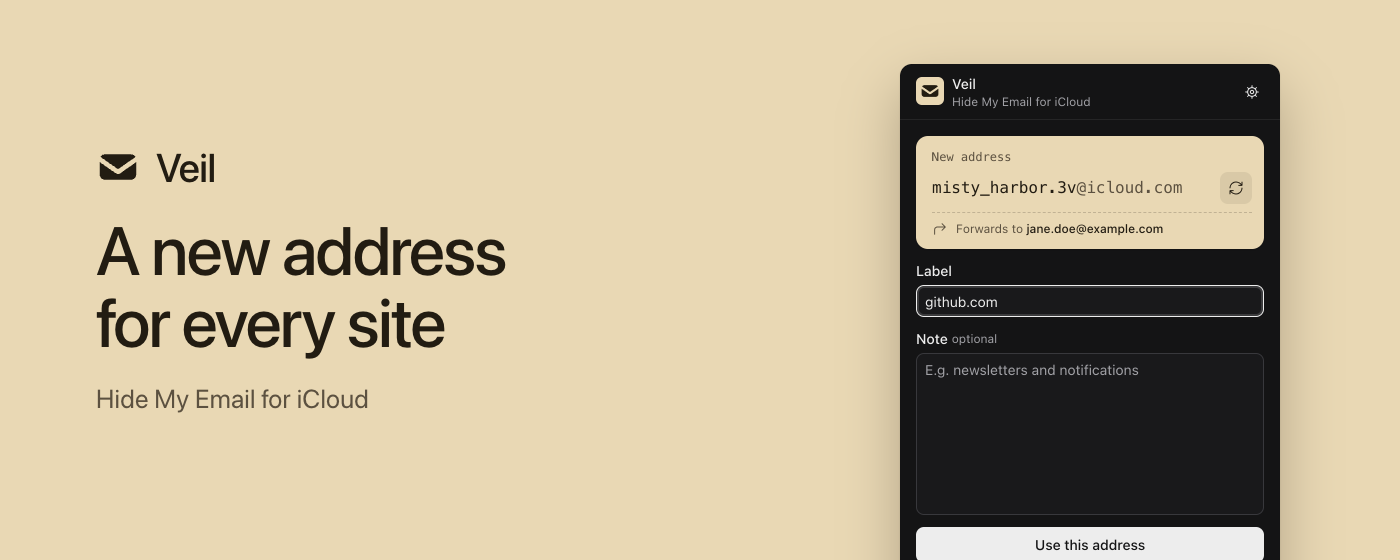 Veil
A new address
for every site
Hide My Email for iCloud
Veil
Hide My Email for iCloud
New address
misty_harbor.3v@icloud.com
Forwards to jane.doe@example.com
Label
github.com
Note optional
E.g. newsletters and notifications
Use this address